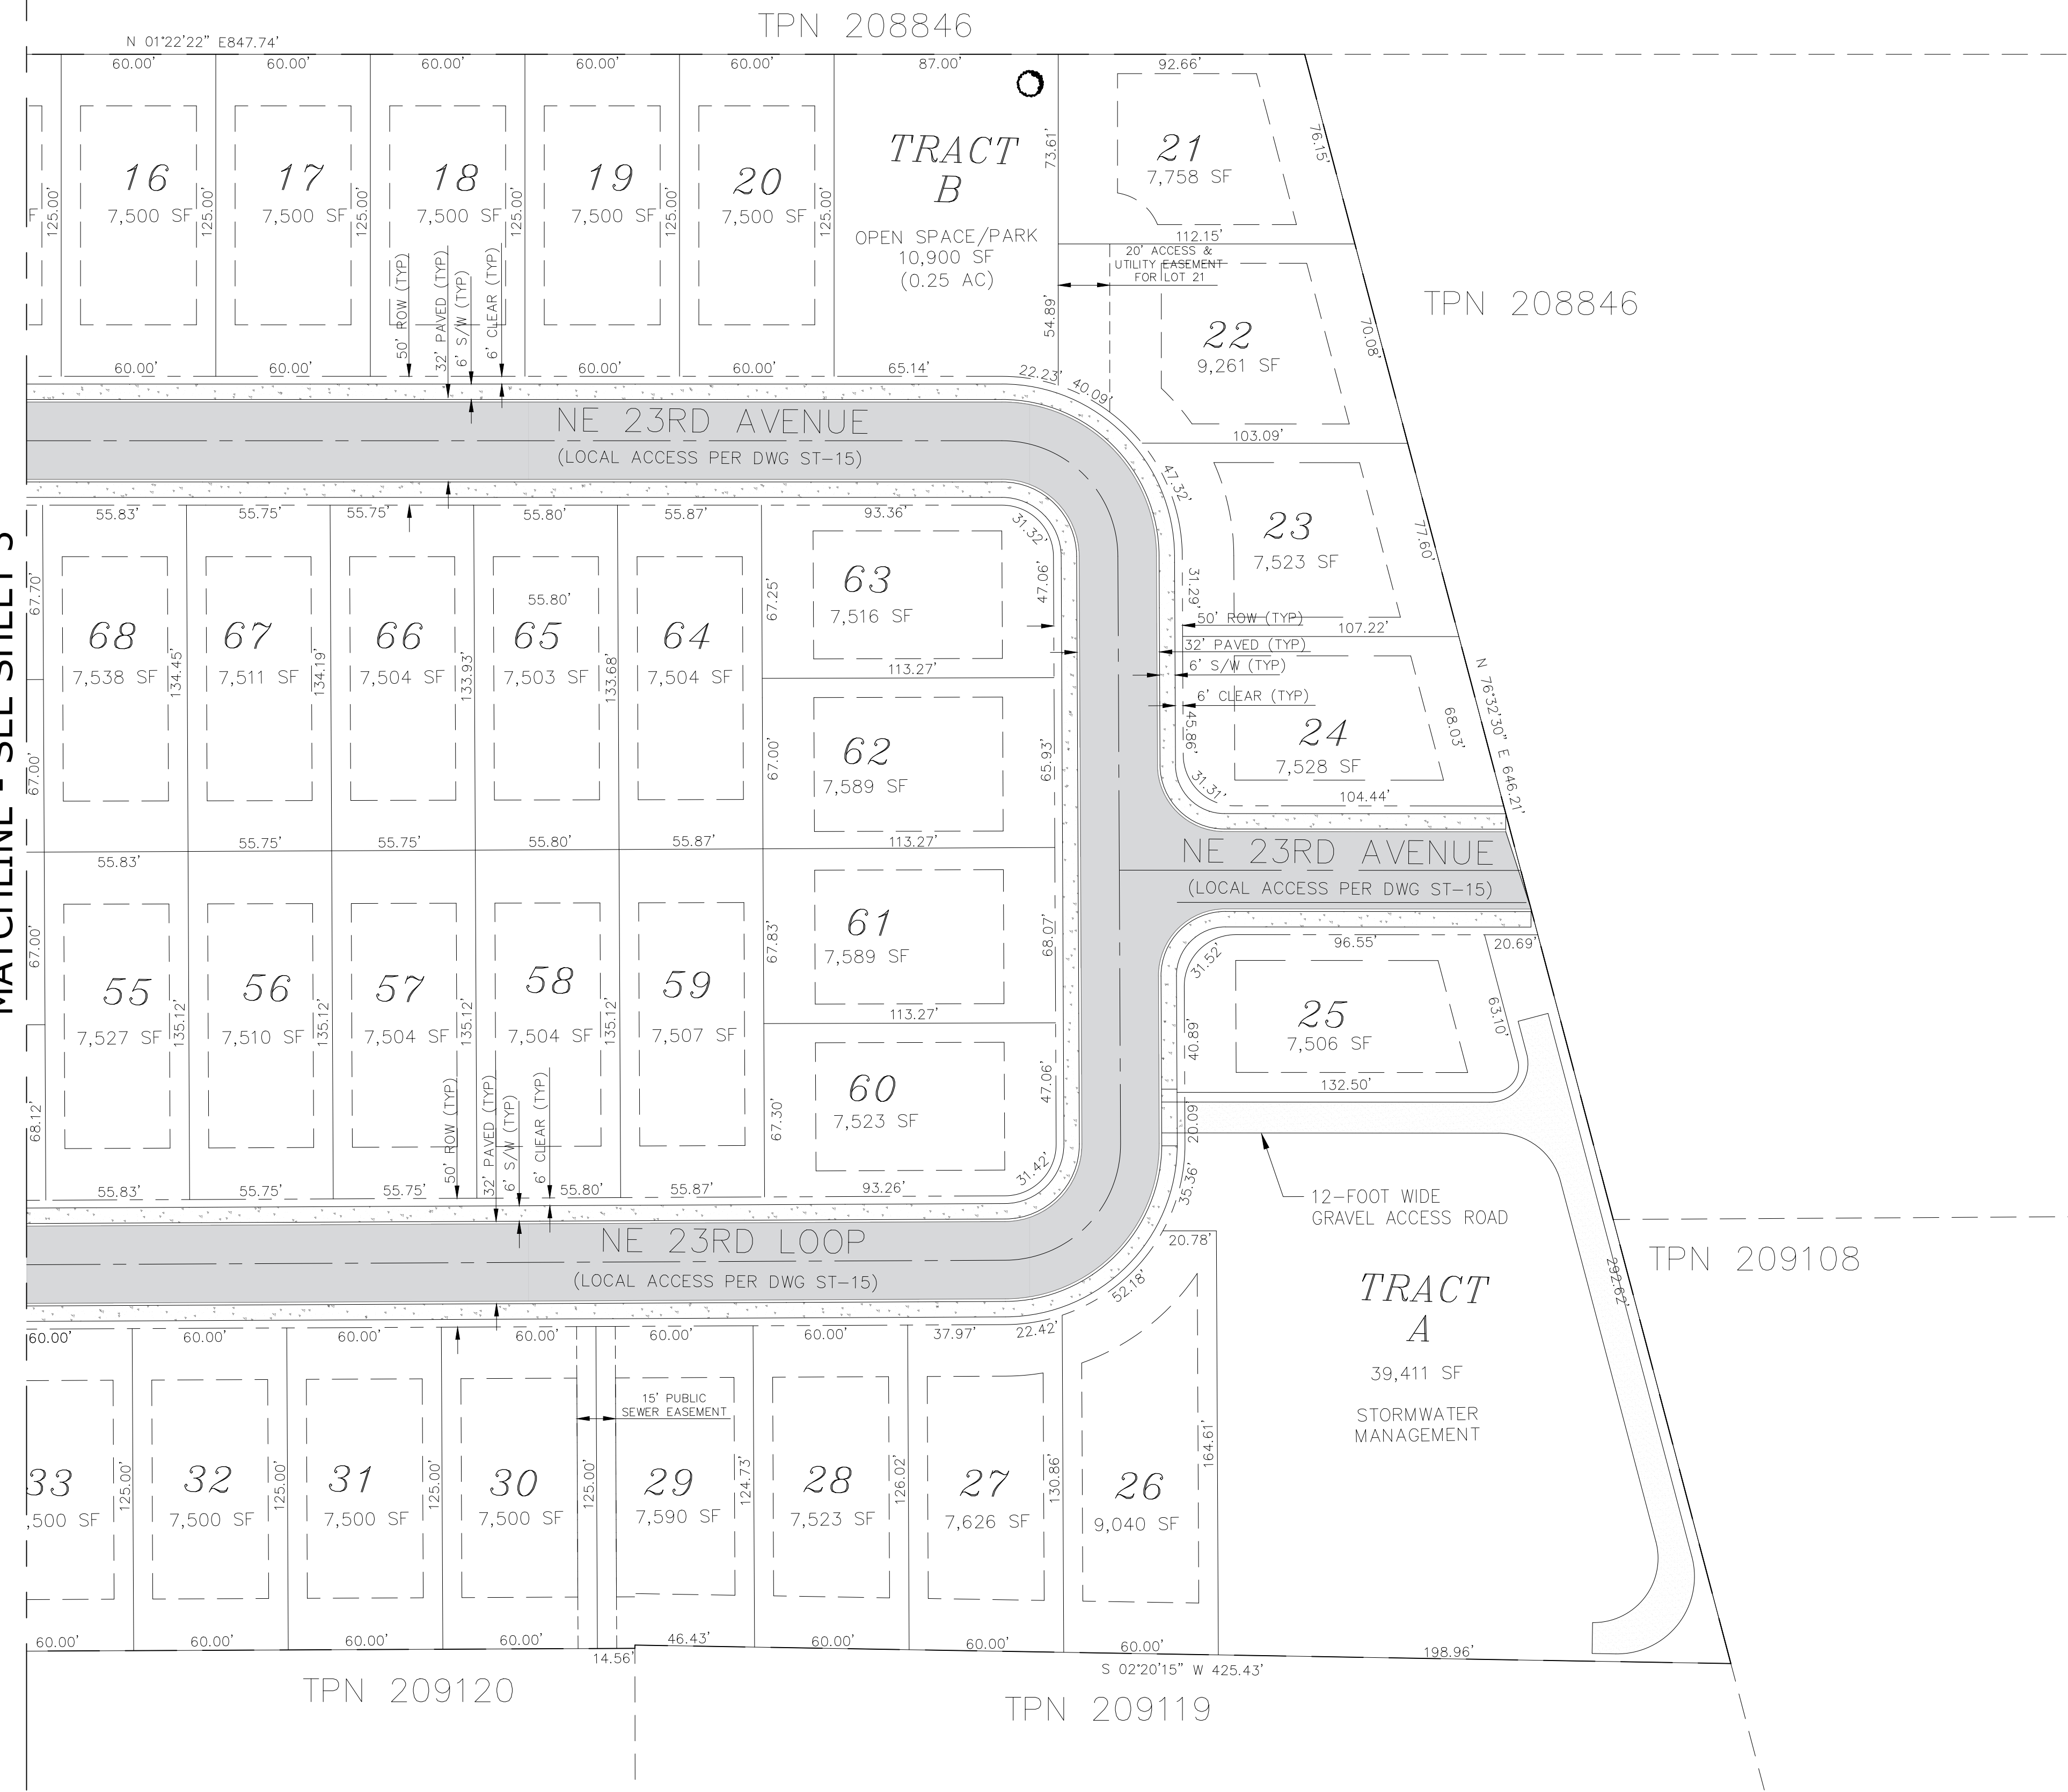 TPN 208846
N 01°22'22" E847.74'
60.00'
60.00'
60.00'
60.00'
60.00'
87.00'
92.66'
16
7,500 SF
125.00'
17
7,500 SF
125.00'
18
7,500 SF
125.00'
19
7,500 SF
125.00'
20
7,500 SF
125.00'
F
125.00'
TRACT
B
OPEN SPACE/PARK
10,900 SF
(0.25 AC)
73.61'
54.89'
21
7,758 SF
76.15'
112.15'
20' ACCESS &
UTILITY EASEMENT
FOR LOT 21
22
9,261 SF
70.08'
TPN 208846
50' ROW (TYP)
32' PAVED (TYP)
6' S/W (TYP)
6' CLEAR (TYP)
60.00'
60.00'
60.00'
60.00'
65.14'
22.23'
40.09'
103.09'
NE 23RD AVENUE
(LOCAL ACCESS PER DWG ST-15)
47.32'
23
7,523 SF
77.60'
31.29'
50' ROW (TYP)
107.22'
32' PAVED (TYP)
6' S/W (TYP)
6' CLEAR (TYP)
N 76°32'30" E 646.21'
45.86'
24
7,528 SF
68.03'
31.31'
104.44'
MATCHLINE - SEE SHEET 3
55.83'
55.75'
55.75'
55.80'
55.87'
93.36'
31.32'
67.70'
68
7,538 SF
134.45'
67
7,511 SF
134.19'
66
7,504 SF
133.93'
55.80'
65
7,503 SF
133.68'
64
7,504 SF
67.25'
63
7,516 SF
47.06'
113.27'
67.00'
67.00'
62
7,589 SF
65.93'
113.27'
55.83'
55.75'
55.75'
55.80'
55.87'
NE 23RD AVENUE
(LOCAL ACCESS PER DWG ST-15)
67.00'
55
7,527 SF
135.12'
56
7,510 SF
135.12'
57
7,504 SF
135.12'
58
7,504 SF
135.12'
59
7,507 SF
67.83'
61
7,589 SF
68.07'
113.27'
31.52'
96.55'
20.69'
25
7,506 SF
63.10'
40.89'
132.50'
20.09'
68.12'
50' ROW (TYP)
32' PAVED (TYP)
6' S/W (TYP)
6' CLEAR (TYP)
67.30'
60
7,523 SF
47.06'
31.42'
35.36'
12-FOOT WIDE
GRAVEL ACCESS ROAD
55.83'
55.75'
55.75'
55.80'
55.87'
93.26'
NE 23RD LOOP
(LOCAL ACCESS PER DWG ST-15)
52.18'
20.78'
TPN 209108
292.62'
TRACT
A
39,411 SF
STORMWATER
MANAGEMENT
60.00'
60.00'
60.00'
60.00'
60.00'
60.00'
37.97'
22.42'
33
,500 SF
125.00'
32
7,500 SF
125.00'
31
7,500 SF
125.00'
30
7,500 SF
125.00'
15' PUBLIC
SEWER EASEMENT
29
7,590 SF
124.73'
28
7,523 SF
126.02'
27
7,626 SF
130.86'
26
9,040 SF
164.61'
60.00'
60.00'
60.00'
60.00'
14.56'
46.43'
60.00'
60.00'
60.00'
198.96'
S 02°20'15" W 425.43'
TPN 209120
TPN 209119